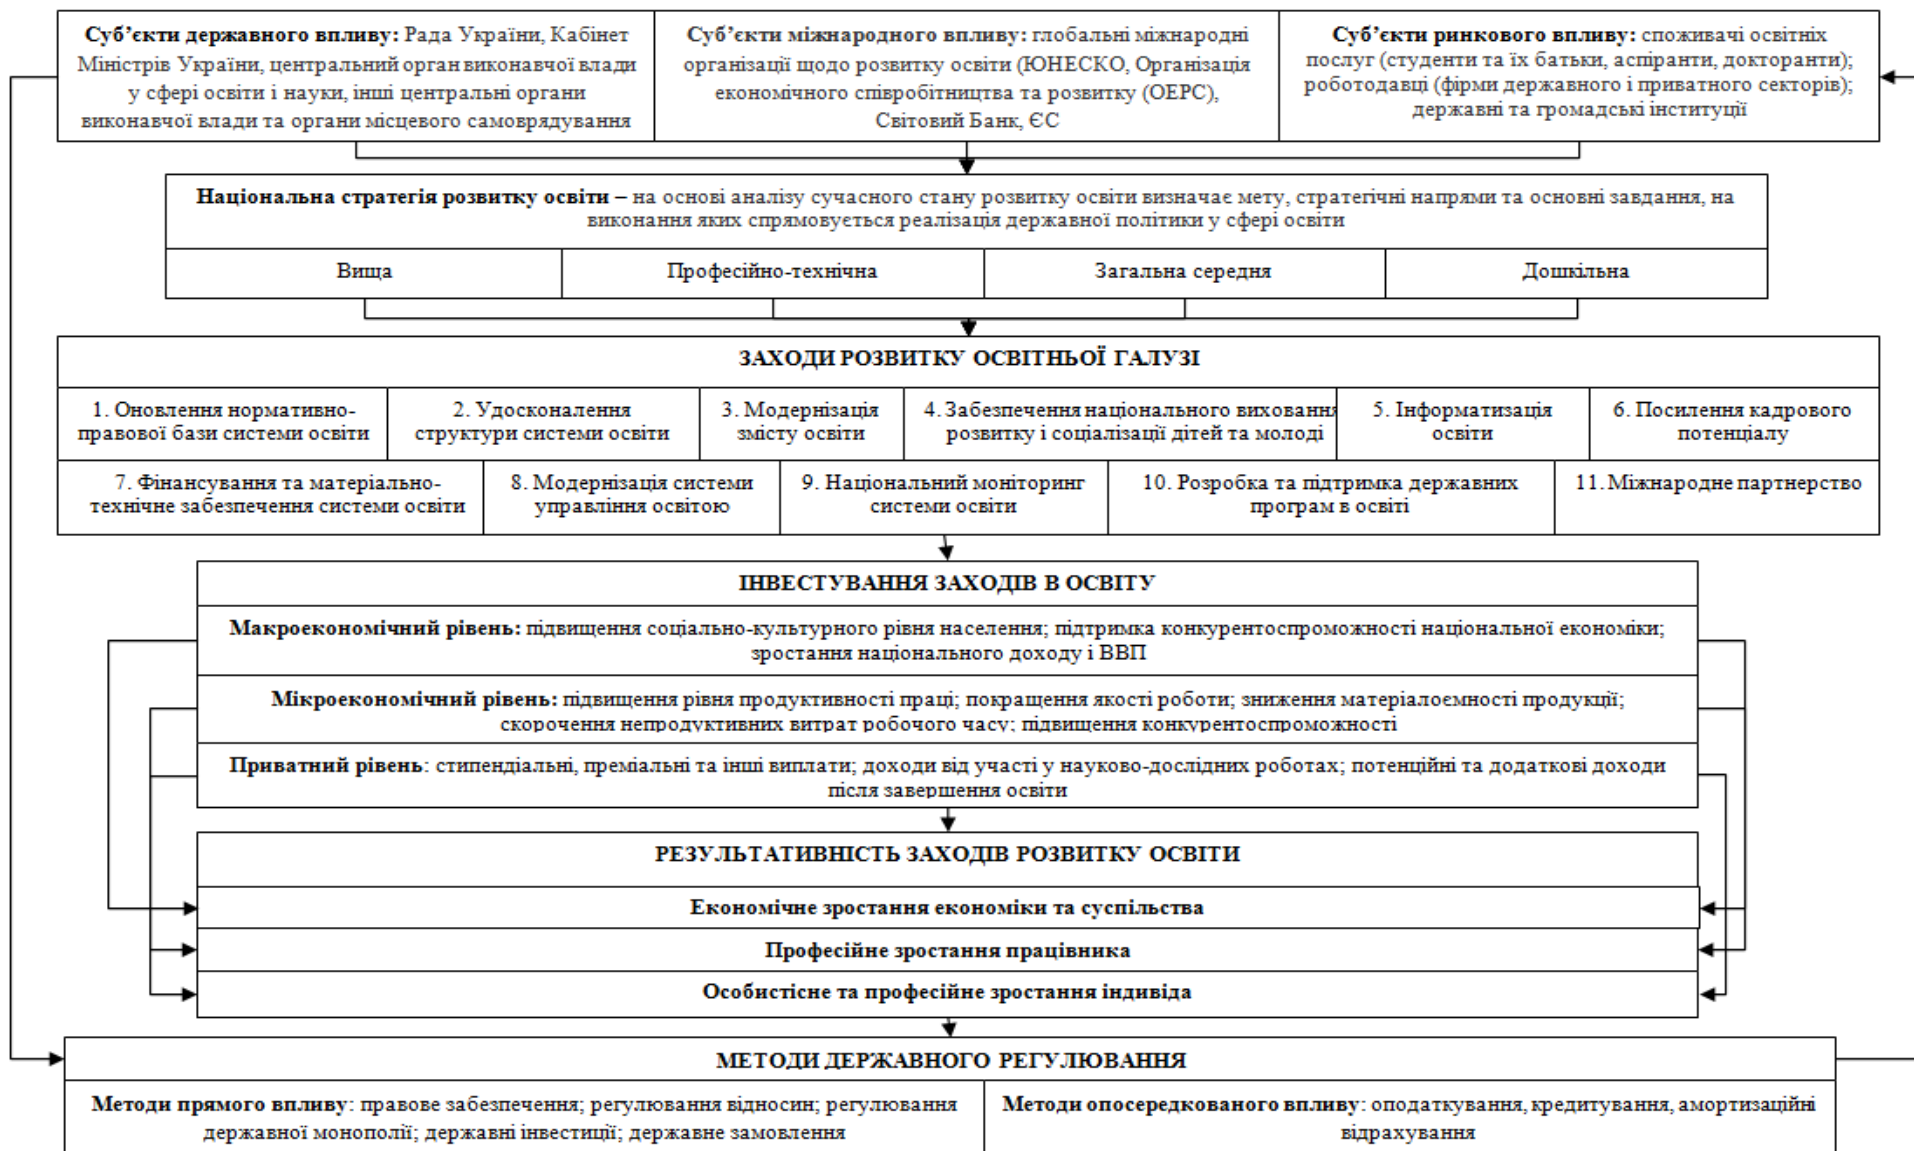 Суб’єкти державного впливу: Рада України, Кабінет
Міністрів України, центральний орган виконавчої влади
у сфері освіти і науки, інші центральні органи
виконавчої влади та органи місцевого самоврядування
Суб’єкти міжнародного впливу: глобальні міжнародні
організації щодо розвитку освіти (ЮНЕСКО, Організація
економічного співробітництва та розвитку (ОЕРС),
Світовий Банк, ЄС
Суб’єкти ринкового впливу: споживачі освітніх
послуг (студенти та їх батьки, аспіранти, докторанти);
роботодавці (фірми державного і приватного секторів);
державні та громадські інституції
Національна стратегія розвитку освіти – на основі аналізу сучасного стану розвитку освіти визначає мету, стратегічні напрями та основні завдання, на
виконання яких спрямовується реалізація державної політики у сфері освіти
Вища
Професійно-технічна
Загальна середня
Дошкільна
ЗАХОДИ РОЗВИТКУ ОСВІТНЬОЇ ГАЛУЗІ
1. Оновлення нормативно-
правової бази системи освіти
2. Удосконалення
структури системи освіти
3. Модернізація
змісту освіти
4. Забезпечення національного виховання
розвитку і соціалізації дітей та молоді
5. Інформатизація
освіти
6. Посилення кадрового
потенціалу
7. Фінансування та матеріально-
технічне забезпечення системи освіти
8. Модернізація системи
управління освітою
9. Національний моніторинг
системи освіти
10. Розробка та підтримка державних
програм в освіті
11. Міжнародне партнерство
ІНВЕСТУВАННЯ ЗАХОДІВ В ОСВІТУ
Макроекономічний рівень: підвищення соціально-культурного рівня населення; підтримка конкурентоспроможності національної економіки;
зростання національного доходу і ВВП
Мікроекономічний рівень: підвищення рівня продуктивності праці; покращення якості роботи; зниження матеріалоємності продукції;
скорочення непродуктивних витрат робочого часу; підвищення конкурентоспроможності
Приватний рівень: стипендіальні, преміальні та інші виплати; доходи від участі у науково-дослідних роботах; потенційні та додаткові доходи
після завершення освіти
РЕЗУЛЬТАТИВНІСТЬ ЗАХОДІВ РОЗВИТКУ ОСВІТИ
Економічне зростання економіки та суспільства
Професійне зростання працівника
Особистісне та професійне зростання індивіда
МЕТОДИ ДЕРЖАВНОГО РЕГУЛЮВАННЯ
Методи прямого впливу: правове забезпечення; регулювання відносин; регулювання
державної монополії; державні інвестиції; державне замовлення
Методи опосередкованого впливу: оподаткування, кредитування, амортизаційні
відрахування